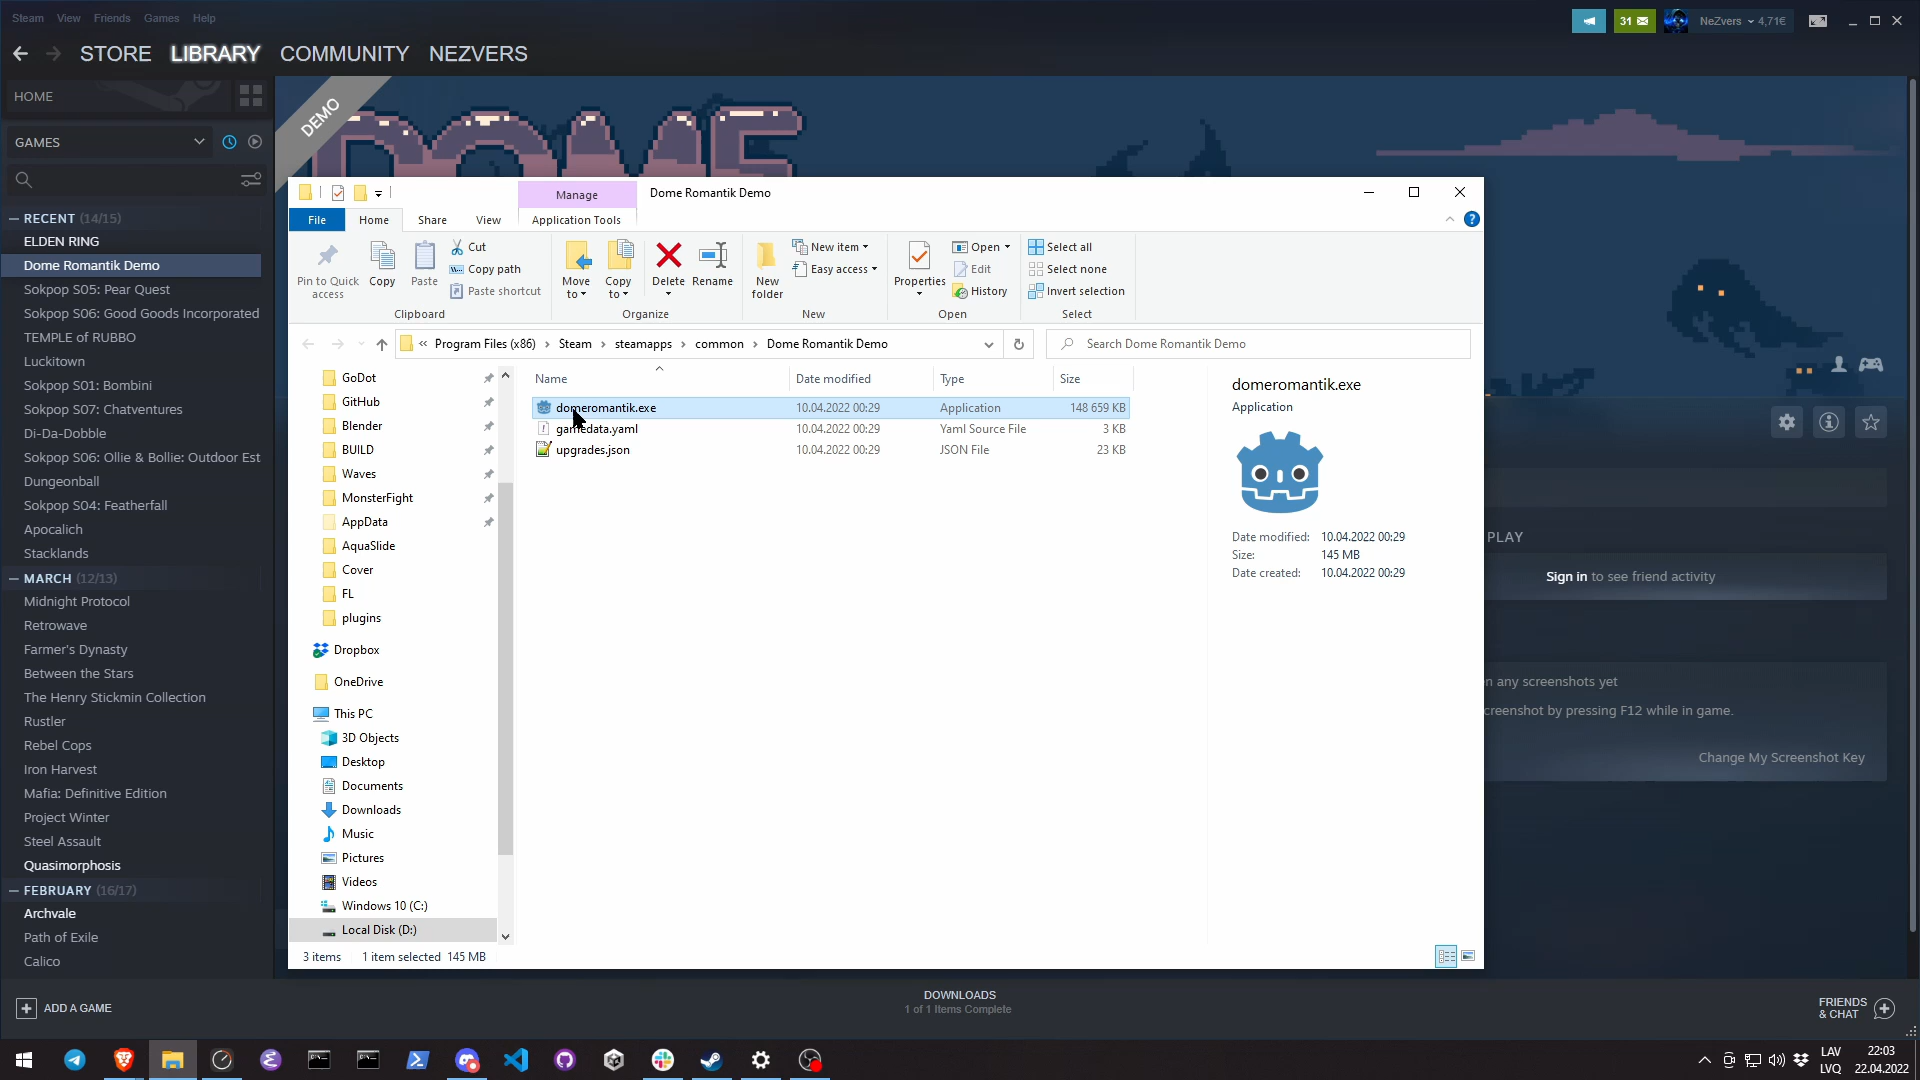 Steam View Friends Games Help
31
NeZvers 4,71€
STORE LIBRARY COMMUNITY NEZVERS
HOME
GAMES
RECENT (14/15)
ELDEN RING
Dome Romantik Demo
Sokpop S05: Pear Quest
Sokpop S06: Good Goods Incorporated
TEMPLE of RUBBO
Luckitown
Sokpop S01: Bombini
Sokpop S07: Chatventures
Di-Da-Dobble
Sokpop S06: Ollie & Bollie: Outdoor Est
Dungeonball
Sokpop S04: Featherfall
Apocalich
Stacklands
MARCH (12/13)
Midnight Protocol
Retrowave
Farmer's Dynasty
Between the Stars
The Henry Stickmin Collection
Rustler
Rebel Cops
Iron Harvest
Mafia: Definitive Edition
Project Winter
Steel Assault
Quasimorphosis
FEBRUARY (16/17)
Archvale
Path of Exile
Calico
DEMO
DOME
Manage
Dome Romantik Demo
File Home Share View Application Tools
Pin to Quick access
Copy
Paste
Cut
Copy path
Paste shortcut
Clipboard
Move to
Copy to
Delete
Rename
Organize
New folder
New item
Easy access
New
Properties
Open
Edit
History
Open
Select all
Select none
Invert selection
Select
« Program Files (x86) › Steam › steamapps › common › Dome Romantik Demo
Search Dome Romantik Demo
GoDot
GitHub
Blender
BUILD
Waves
MonsterFight
AppData
AquaSlide
Cover
FL
plugins
Dropbox
OneDrive
This PC
3D Objects
Desktop
Documents
Downloads
Music
Pictures
Videos
Windows 10 (C:)
Local Disk (D:)
Name Date modified Type Size
domeromantik.exe 10.04.2022 00:29 Application 148 659 KB
gamedata.yaml 10.04.2022 00:29 Yaml Source File 3 KB
upgrades.json 10.04.2022 00:29 JSON File 23 KB
domeromantik.exe
Application
Date modified: 10.04.2022 00:29
Size: 145 MB
Date created: 10.04.2022 00:29
3 items 1 item selected 145 MB
PLAY
Sign in to see friend activity
n any screenshots yet
creenshot by pressing F12 while in game.
Change My Screenshot Key
ADD A GAME
DOWNLOADS
1 of 1 Items Complete
FRIENDS
& CHAT
LAV
LVQ
22:03
22.04.2022